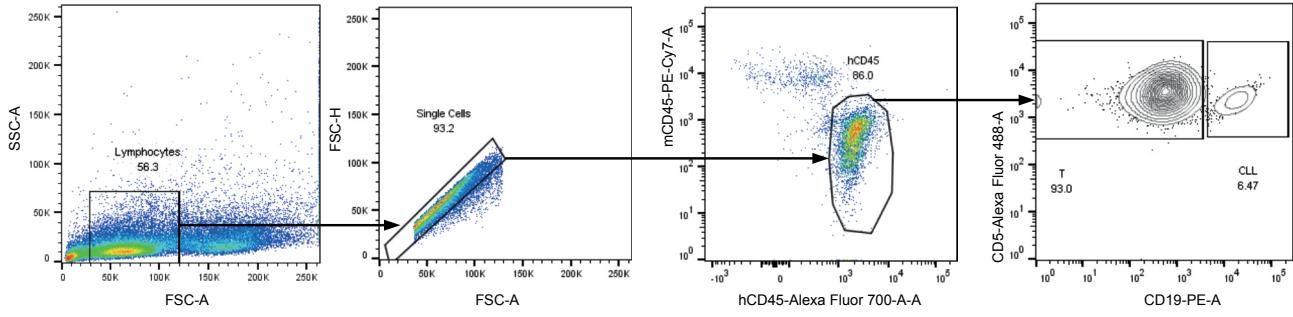 250K
200K
150K
100K
50K
0
SSC-A
Lymphocytes
56.3
0 50K 100K 150K 200K 250K
FSC-A
250K
200K
150K
100K
50K
0
FSC-H
Single Cells
93.2
50K 100K 150K 200K 250K
FSC-A
10^5
10^4
10^3
10^2
10^1
10^0
mCD45-PE-Cy7-A
hCD45
86.0
-10^3 10^3 10^4 10^5
hCD45-Alexa Fluor 700-A-A
10^5
10^4
10^3
10^2
10^1
10^0
CD5-Alexa Fluor 488-A
T
93.0
CLL
6.47
10^0 10^1 10^2 10^3 10^4 10^5
CD19-PE-A